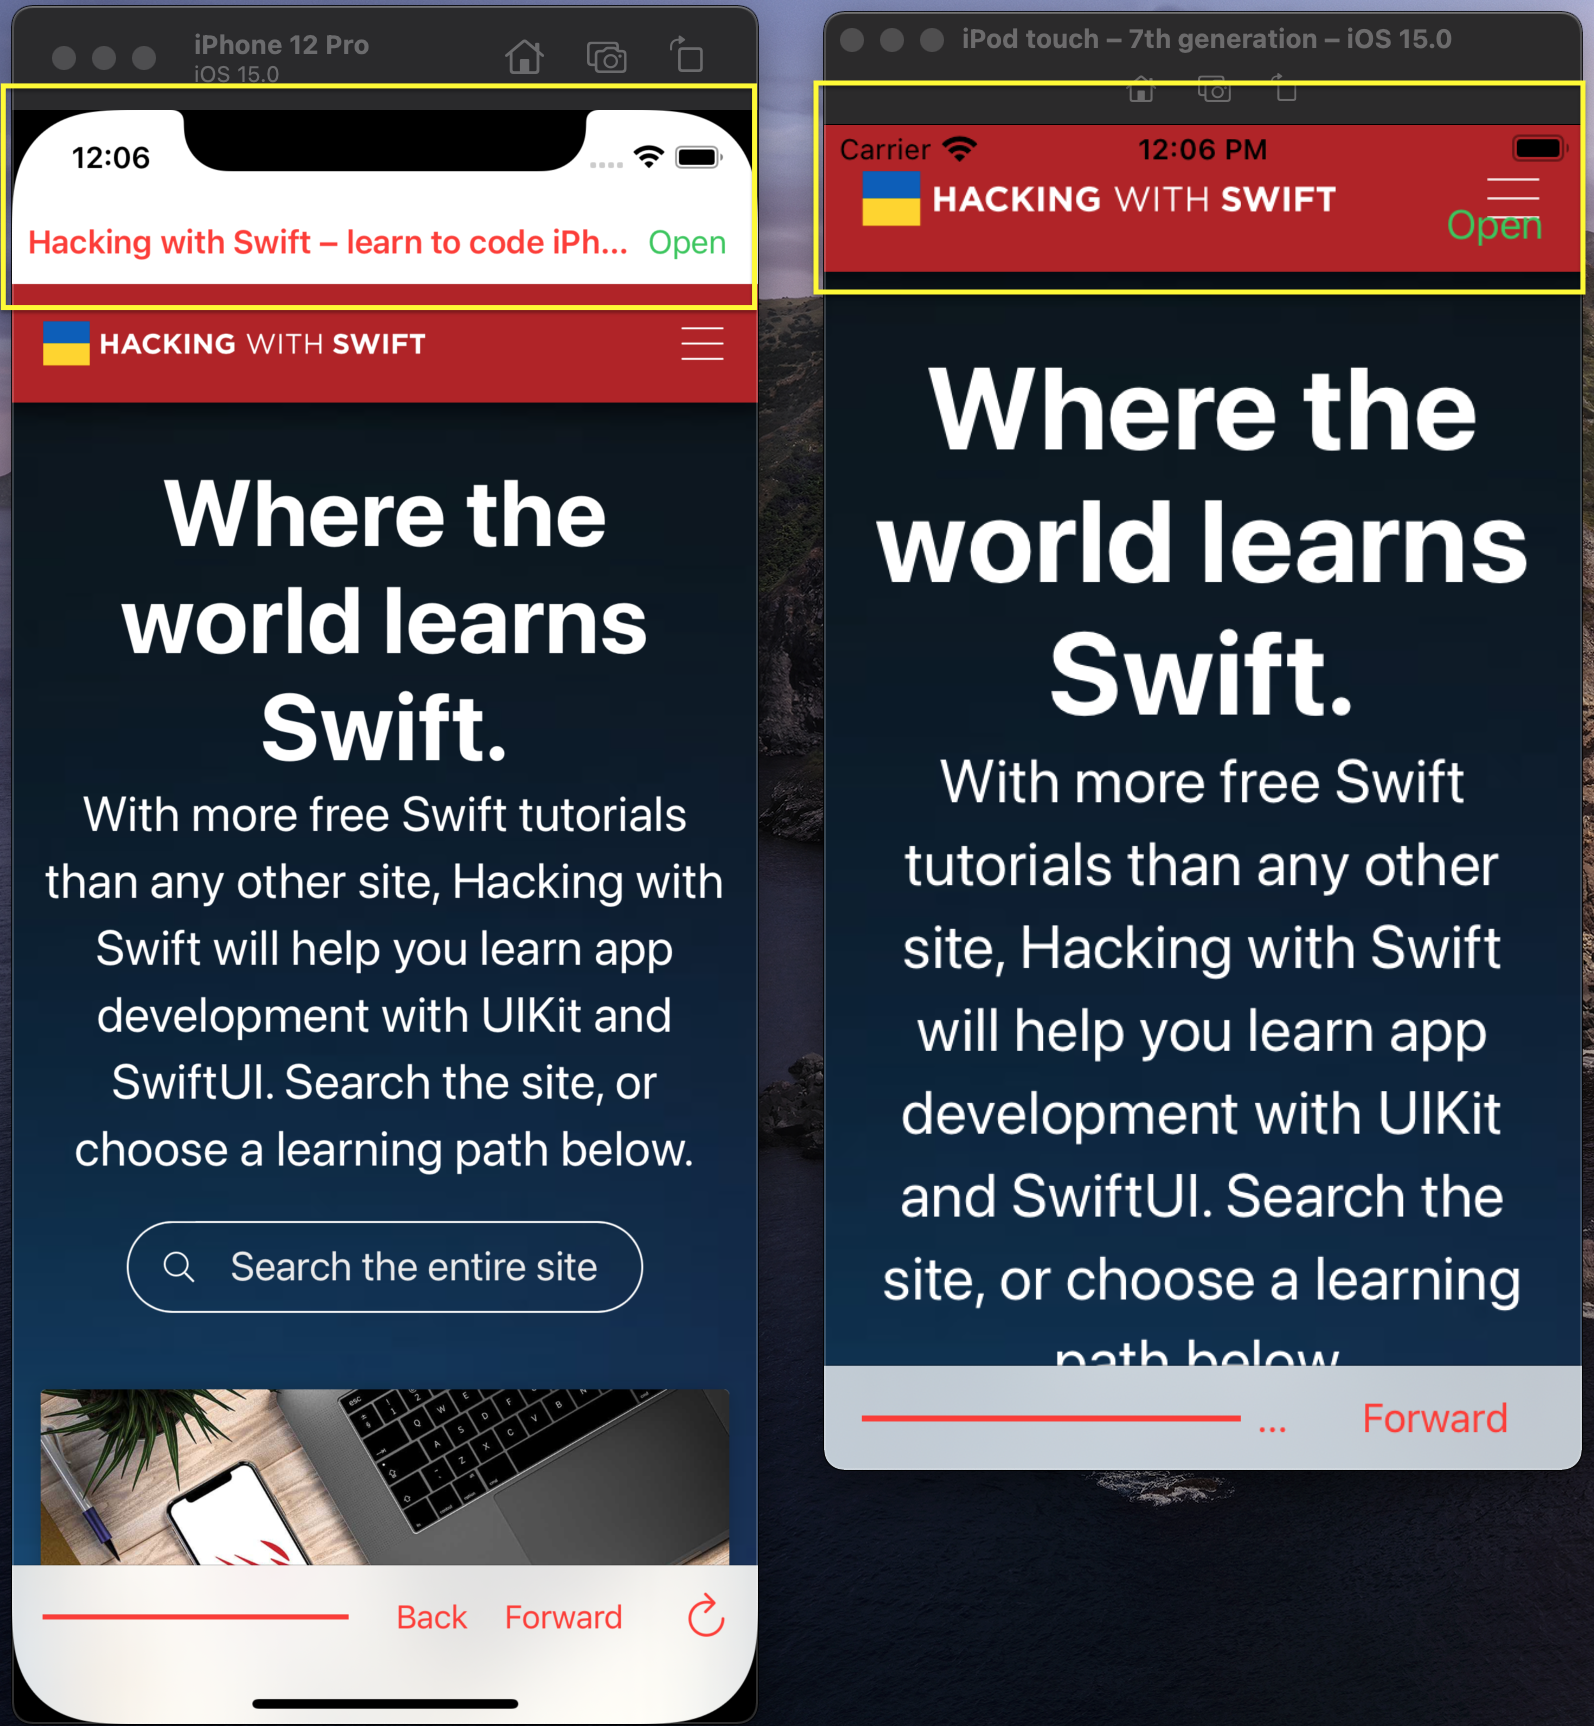 iPhone 12 Pro
iOS 15.0
12:06
Hacking with Swift – learn to code iPh...
Open
HACKING WITH SWIFT
Where the
world learns
Swift.
With more free Swift tutorials
than any other site, Hacking with
Swift will help you learn app
development with UIKit and
SwiftUI. Search the site, or
choose a learning path below.
Search the entire site
Back
Forward
iPod touch – 7th generation – iOS 15.0
Carrier
12:06 PM
HACKING WITH SWIFT
Open
Where the
world learns
Swift.
With more free Swift
tutorials than any other
site, Hacking with Swift
will help you learn app
development with UIKit
and SwiftUI. Search the
site, or choose a learning
path below
...
Forward